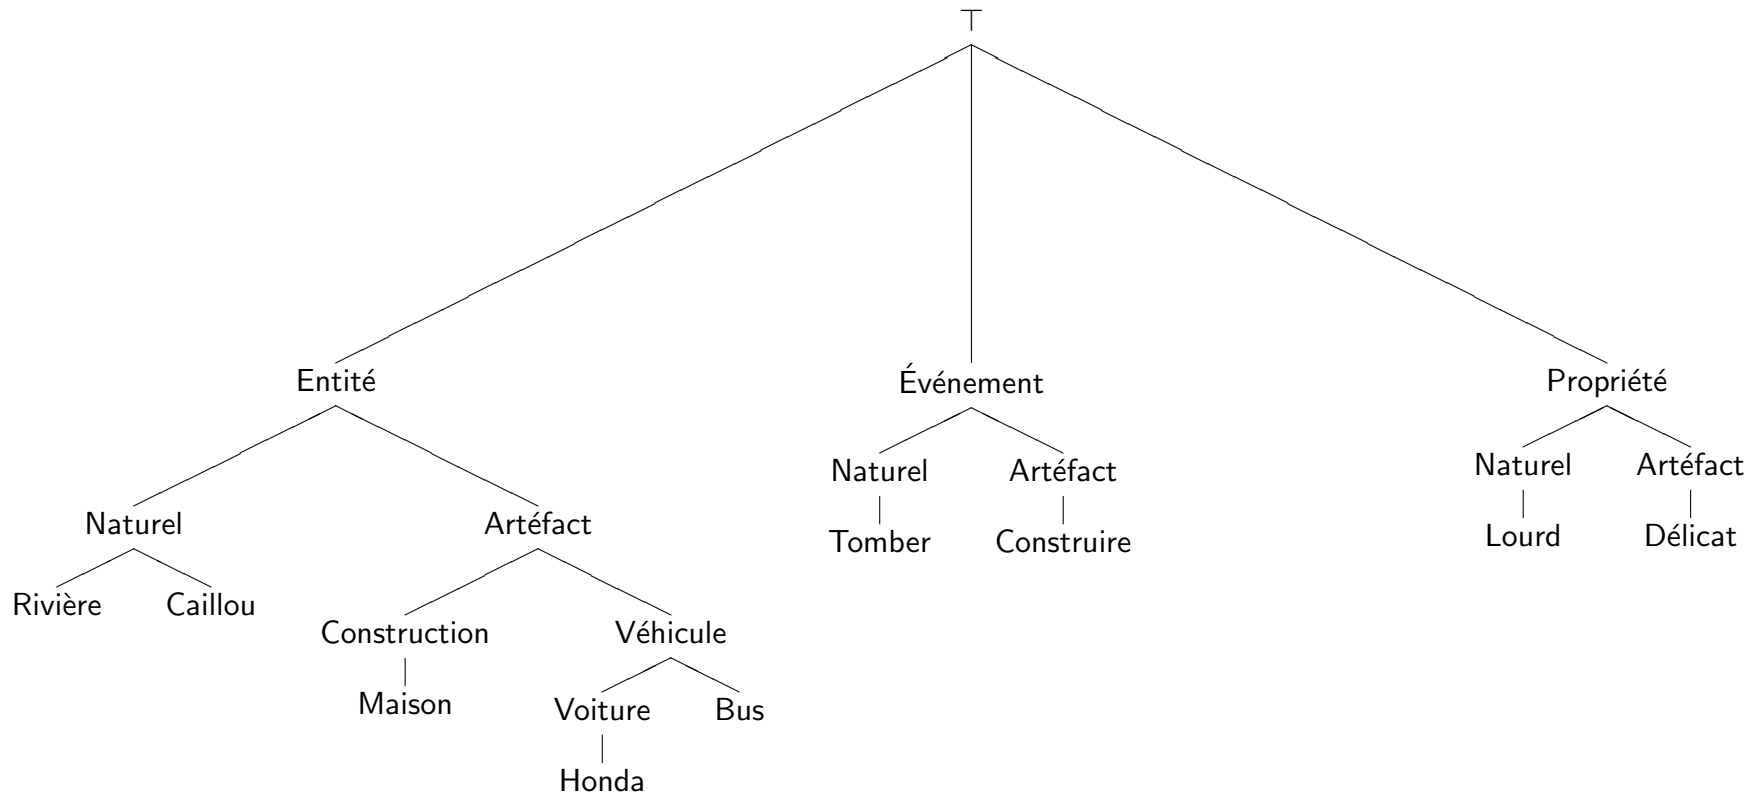 ⊤
Entité Événement Propriété
Naturel Artéfact Naturel Artéfact
Naturel Artéfact
Tomber Construire Lourd Délicat
Rivière Caillou
Construction Véhicule
Maison Voiture Bus
Honda